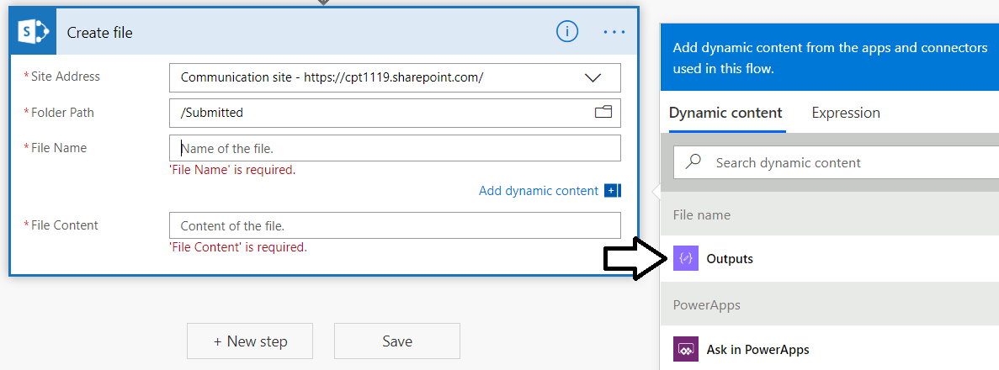 Create file
* Site Address
Communication site - https://cpt1119.sharepoint.com/
* Folder Path
/Submitted
* File Name
Name of the file.
'File Name' is required.
Add dynamic content
* File Content
Content of the file.
'File Content' is required.
+ New step
Save
Add dynamic content from the apps and connectors
used in this flow.
Dynamic content
Expression
Search dynamic content
File name
Outputs
PowerApps
Ask in PowerApps